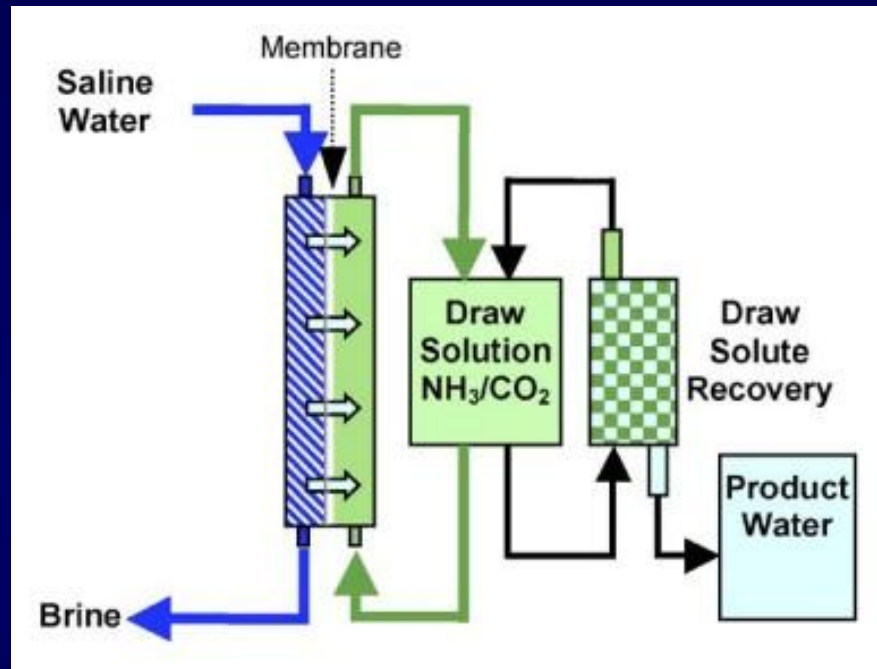 Membrane
Saline
Water
Draw
Solution
NH₃/CO₂
Draw
Solute
Recovery
Product
Water
Brine